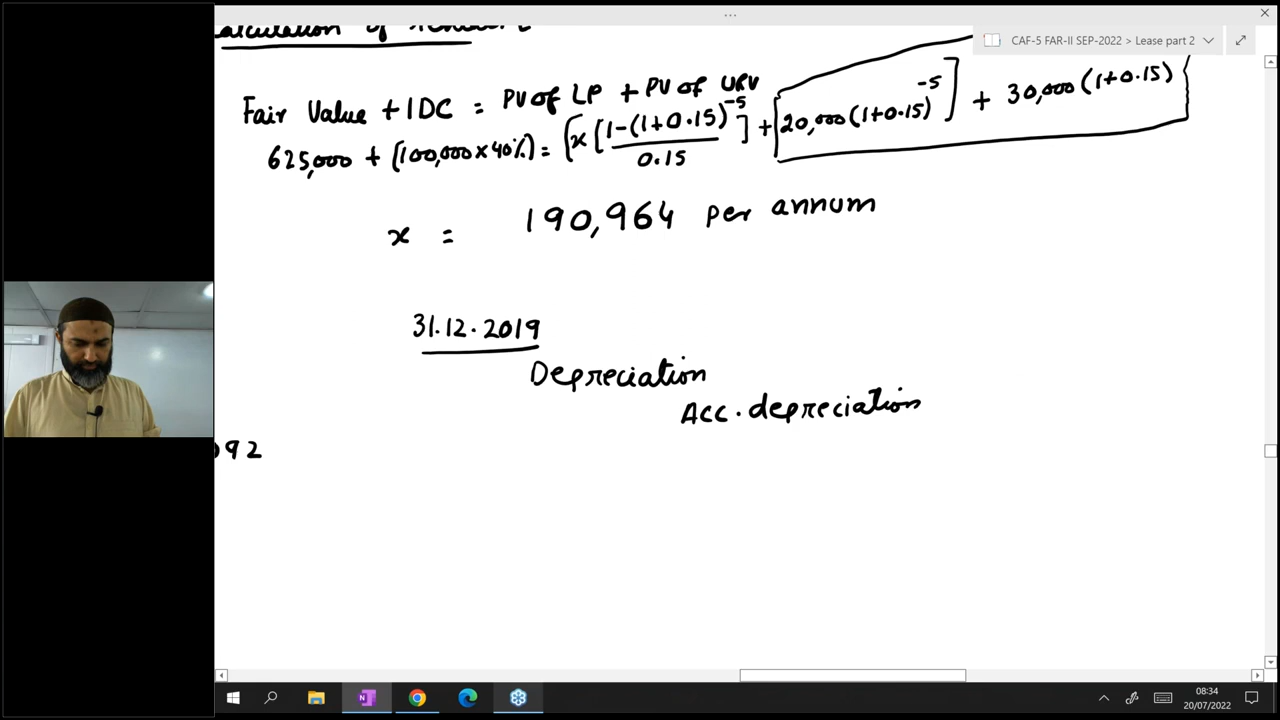 CAF-5 FAR-II SEP-2022 > Lease part 2
Calculation of
Fair Value + IDC = PV of LP + PV of URV
625,000 + (100,000 x 40%) = [x [1-(1+0.15)^-5 / 0.15] + [20,000 (1+0.15)^-5] + 30,000 (1+0.15)
x = 190,964 per annum
31.12.2019
Depreciation
Acc. depreciation
92
08:34
20/07/2022